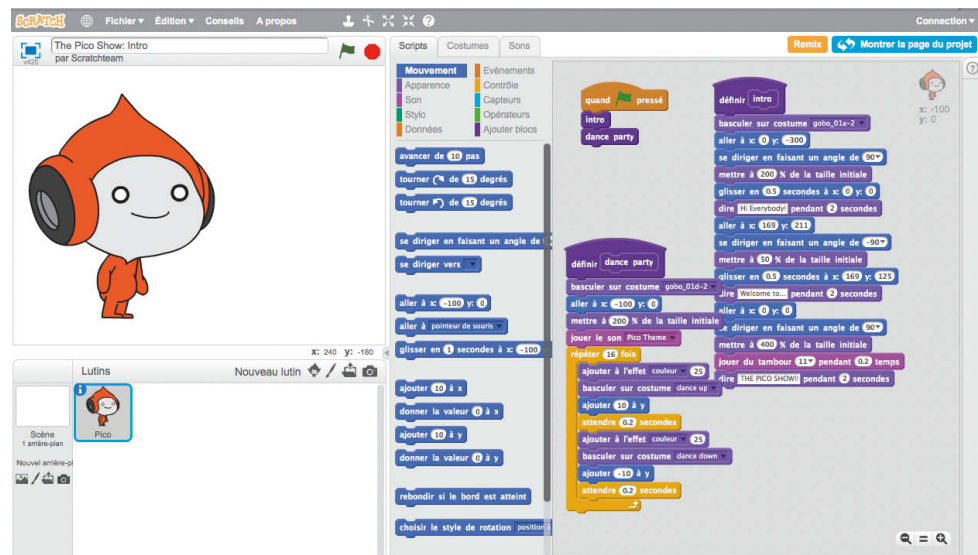 SCRATCH Fichier Édition Conseils A propos Connection
The Pico Show: Intro
par Scratchteam
v420
Scripts Costumes Sons
Remix Montrer la page du projet
Mouvement Evènements
Apparence Contrôle
Son Capteurs
Stylo Opérateurs
Données Ajouter blocs
avancer de 10 pas
tourner de 15 degrés
tourner de 15 degrés
se diriger en faisant un angle de
se diriger vers
aller à x: -100 y: 0
aller à pointeur de souris
glisser en 1 secondes à x: -100
ajouter 10 à x
donner la valeur 0 à x
ajouter 10 à y
donner la valeur 0 à y
rebondir si le bord est atteint
choisir le style de rotation position
quand pressé
intro
dance party
définir intro
basculer sur costume gobo_01a-2
aller à x: 0 y: -300
se diriger en faisant un angle de 90
mettre à 200 % de la taille initiale
glisser en 0.5 secondes à x: 0 y: 0
dire Hi Everybody! pendant 2 secondes
aller à x: 169 y: 211
se diriger en faisant un angle de -90
mettre à 50 % de la taille initiale
glisser en 0.5 secondes à x: 169 y: 125
dire Welcome to... pendant 2 secondes
aller à x: 0 y: 0
se diriger en faisant un angle de 90
mettre à 400 % de la taille initiale
jouer du tambour 11 pendant 0.2 temps
dire THE PICO SHOW!! pendant 2 secondes
définir dance party
basculer sur costume gobo_01d-2
aller à x: -100 y: 0
mettre à 200 % de la taille initiale
jouer le son Pico Theme
répéter 16 fois
ajouter à l'effet couleur 25
basculer sur costume dance up
ajouter 10 à y
attendre 0.2 secondes
ajouter à l'effet couleur 25
basculer sur costume dance down
ajouter -10 à y
attendre 0.2 secondes
x: -100
y: 0
x: 240 y: -180
Lutins Nouveau lutin
Scène
1 arrière-plan
Nouvel arrière-pl
Pico